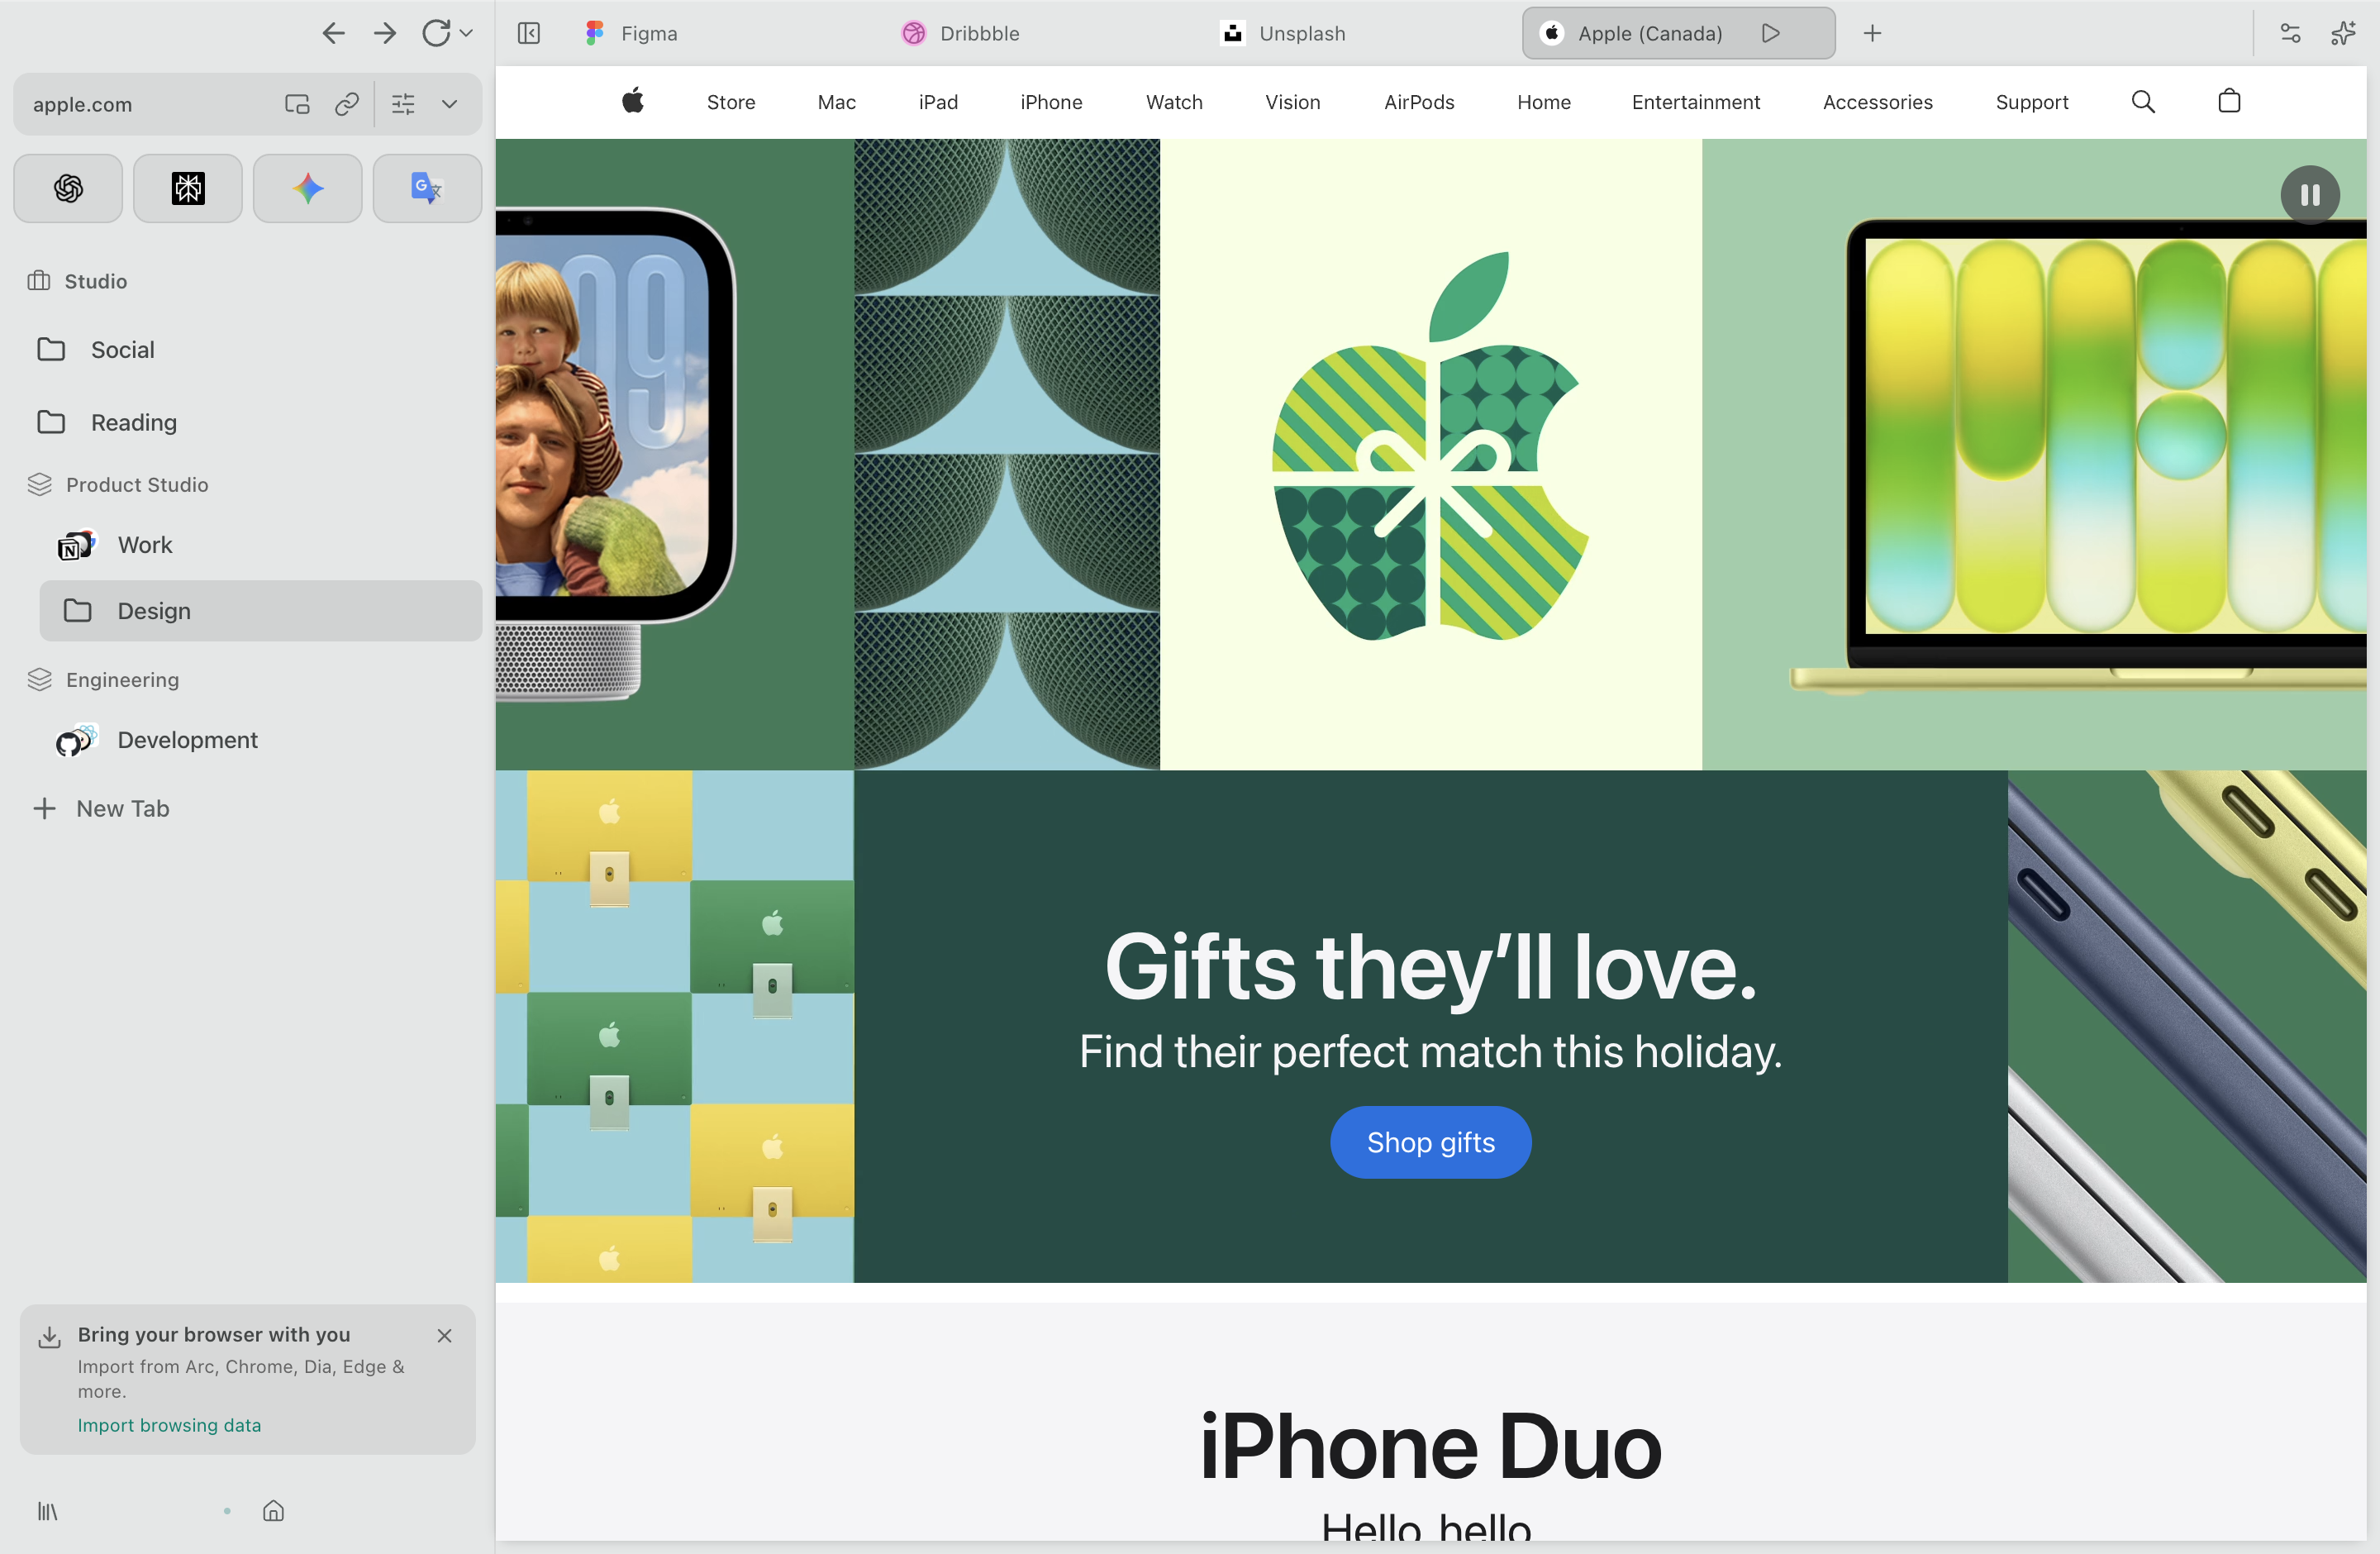 Figma
Dribbble
Unsplash
Apple (Canada)
apple.com
Studio
Social
Reading
Product Studio
Work
Design
Engineering
Development
New Tab
Bring your browser with you
Import from Arc, Chrome, Dia, Edge &
more.
Import browsing data
Store
Mac
iPad
iPhone
Watch
Vision
AirPods
Home
Entertainment
Accessories
Support
09
Gifts they’ll love.
Find their perfect match this holiday.
Shop gifts
iPhone Duo
Hello, hello